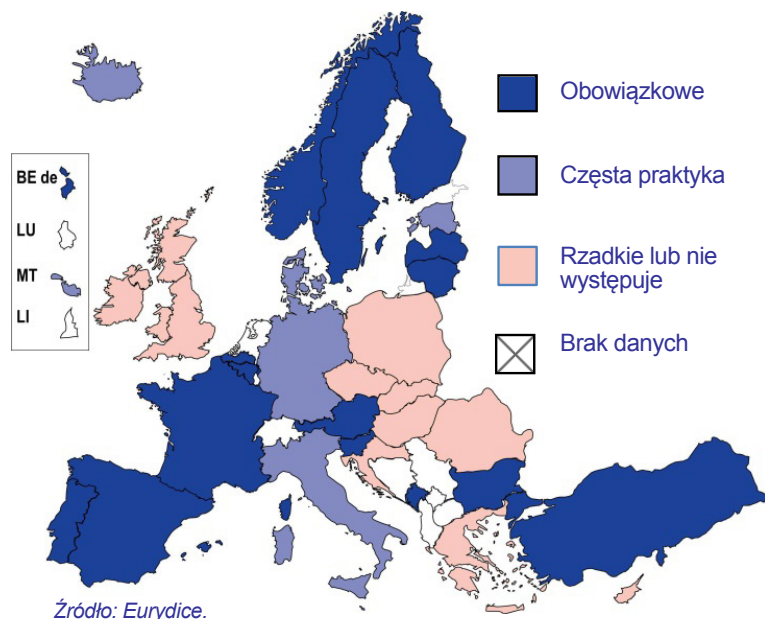 Obowiązkowe
Częsta praktyka
Rzadkie lub nie
występuje
Brak danych
BE de
LU
MT
LI
Źródło: Eurydice.